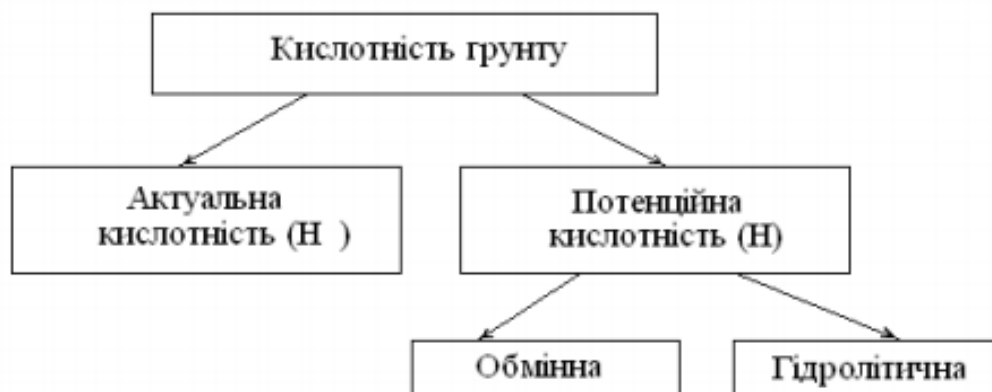 Кислотність грунту
Актуальна
кислотність (Н )
Потенційна
кислотність (Н)
Обмінна
Гідролітична